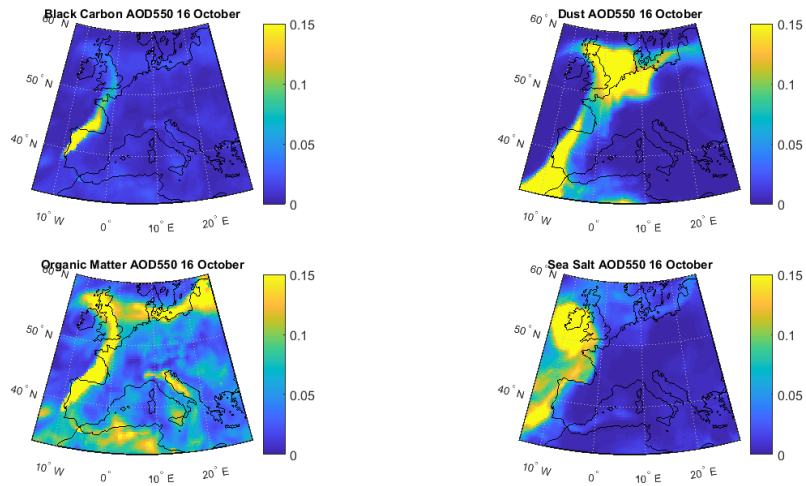 Black Carbon AOD550 16 October
60° N
50° N
40° N
10° W
0°
10° E
20° E
0.15
0.1
0.05
0
Dust AOD550 16 October
60° N
50° N
40° N
10° W
0°
10° E
20° E
0.15
0.1
0.05
0
Organic Matter AOD550 16 October
60° N
50° N
40° N
10° W
0°
10° E
20° E
0.15
0.1
0.05
0
Sea Salt AOD550 16 October
60° N
50° N
40° N
10° W
0°
10° E
20° E
0.15
0.1
0.05
0